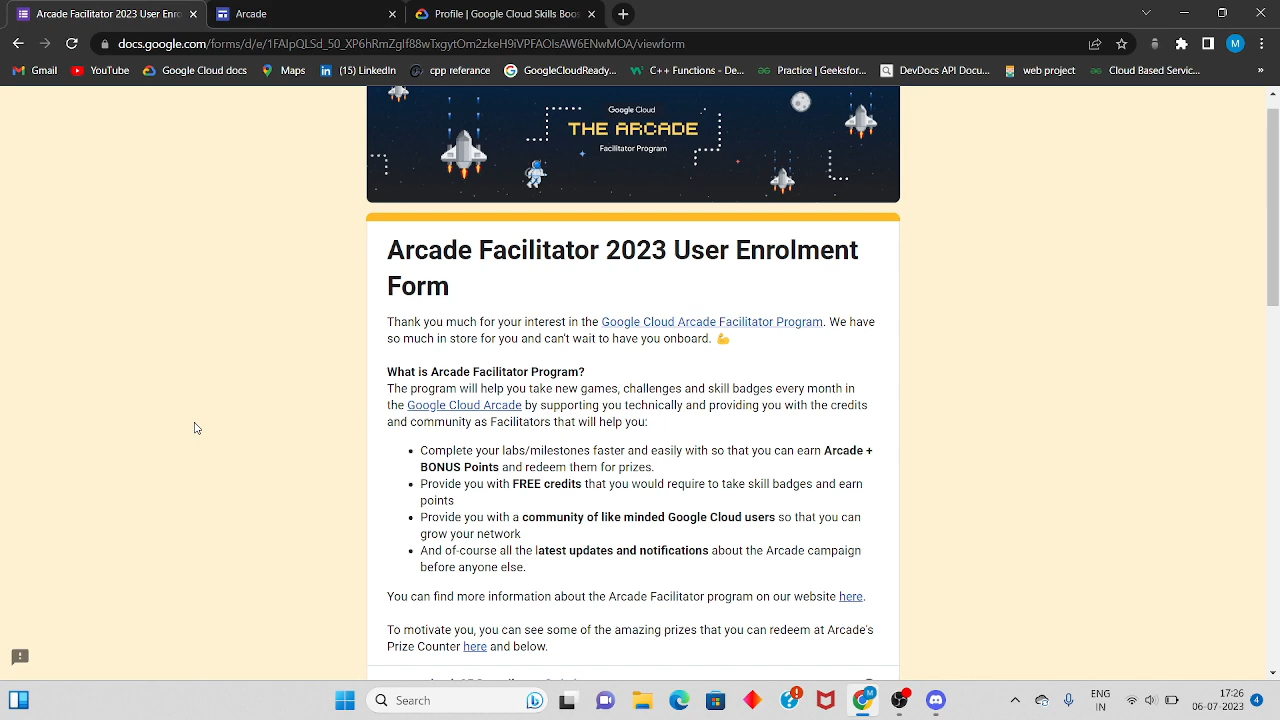 Arcade Facilitator 2023 User Enro
Arcade
Profile | Google Cloud Skills Boos
docs.google.com/forms/d/e/1FAIpQLSd_50_XP6hRmZgIf88wTxgytOm2zkeH9iVPFAOlsAW6ENwMOA/viewform
M
Gmail
YouTube
Google Cloud docs
Maps
(15) LinkedIn
cpp referance
GoogleCloudReady...
C++ Functions - De...
Practice | Geeksfor...
DevDocs API Docu...
web project
Cloud Based Servic...
»
Google Cloud
THE ARCADE
Facilitator Program
Arcade Facilitator 2023 User Enrolment
Form
Thank you much for your interest in the Google Cloud Arcade Facilitator Program. We have
so much in store for you and can't wait to have you onboard. 💪
What is Arcade Facilitator Program?
The program will help you take new games, challenges and skill badges every month in
the Google Cloud Arcade by supporting you technically and providing you with the credits
and community as Facilitators that will help you:
• Complete your labs/milestones faster and easily with so that you can earn Arcade +
BONUS Points and redeem them for prizes.
• Provide you with FREE credits that you would require to take skill badges and earn
points
• Provide you with a community of like minded Google Cloud users so that you can
grow your network
• And of-course all the latest updates and notifications about the Arcade campaign
before anyone else.
You can find more information about the Arcade Facilitator program on our website here.
To motivate you, you can see some of the amazing prizes that you can redeem at Arcade's
Prize Counter here and below.
Search
M
ENG
IN
17:26
06-07-2023
4